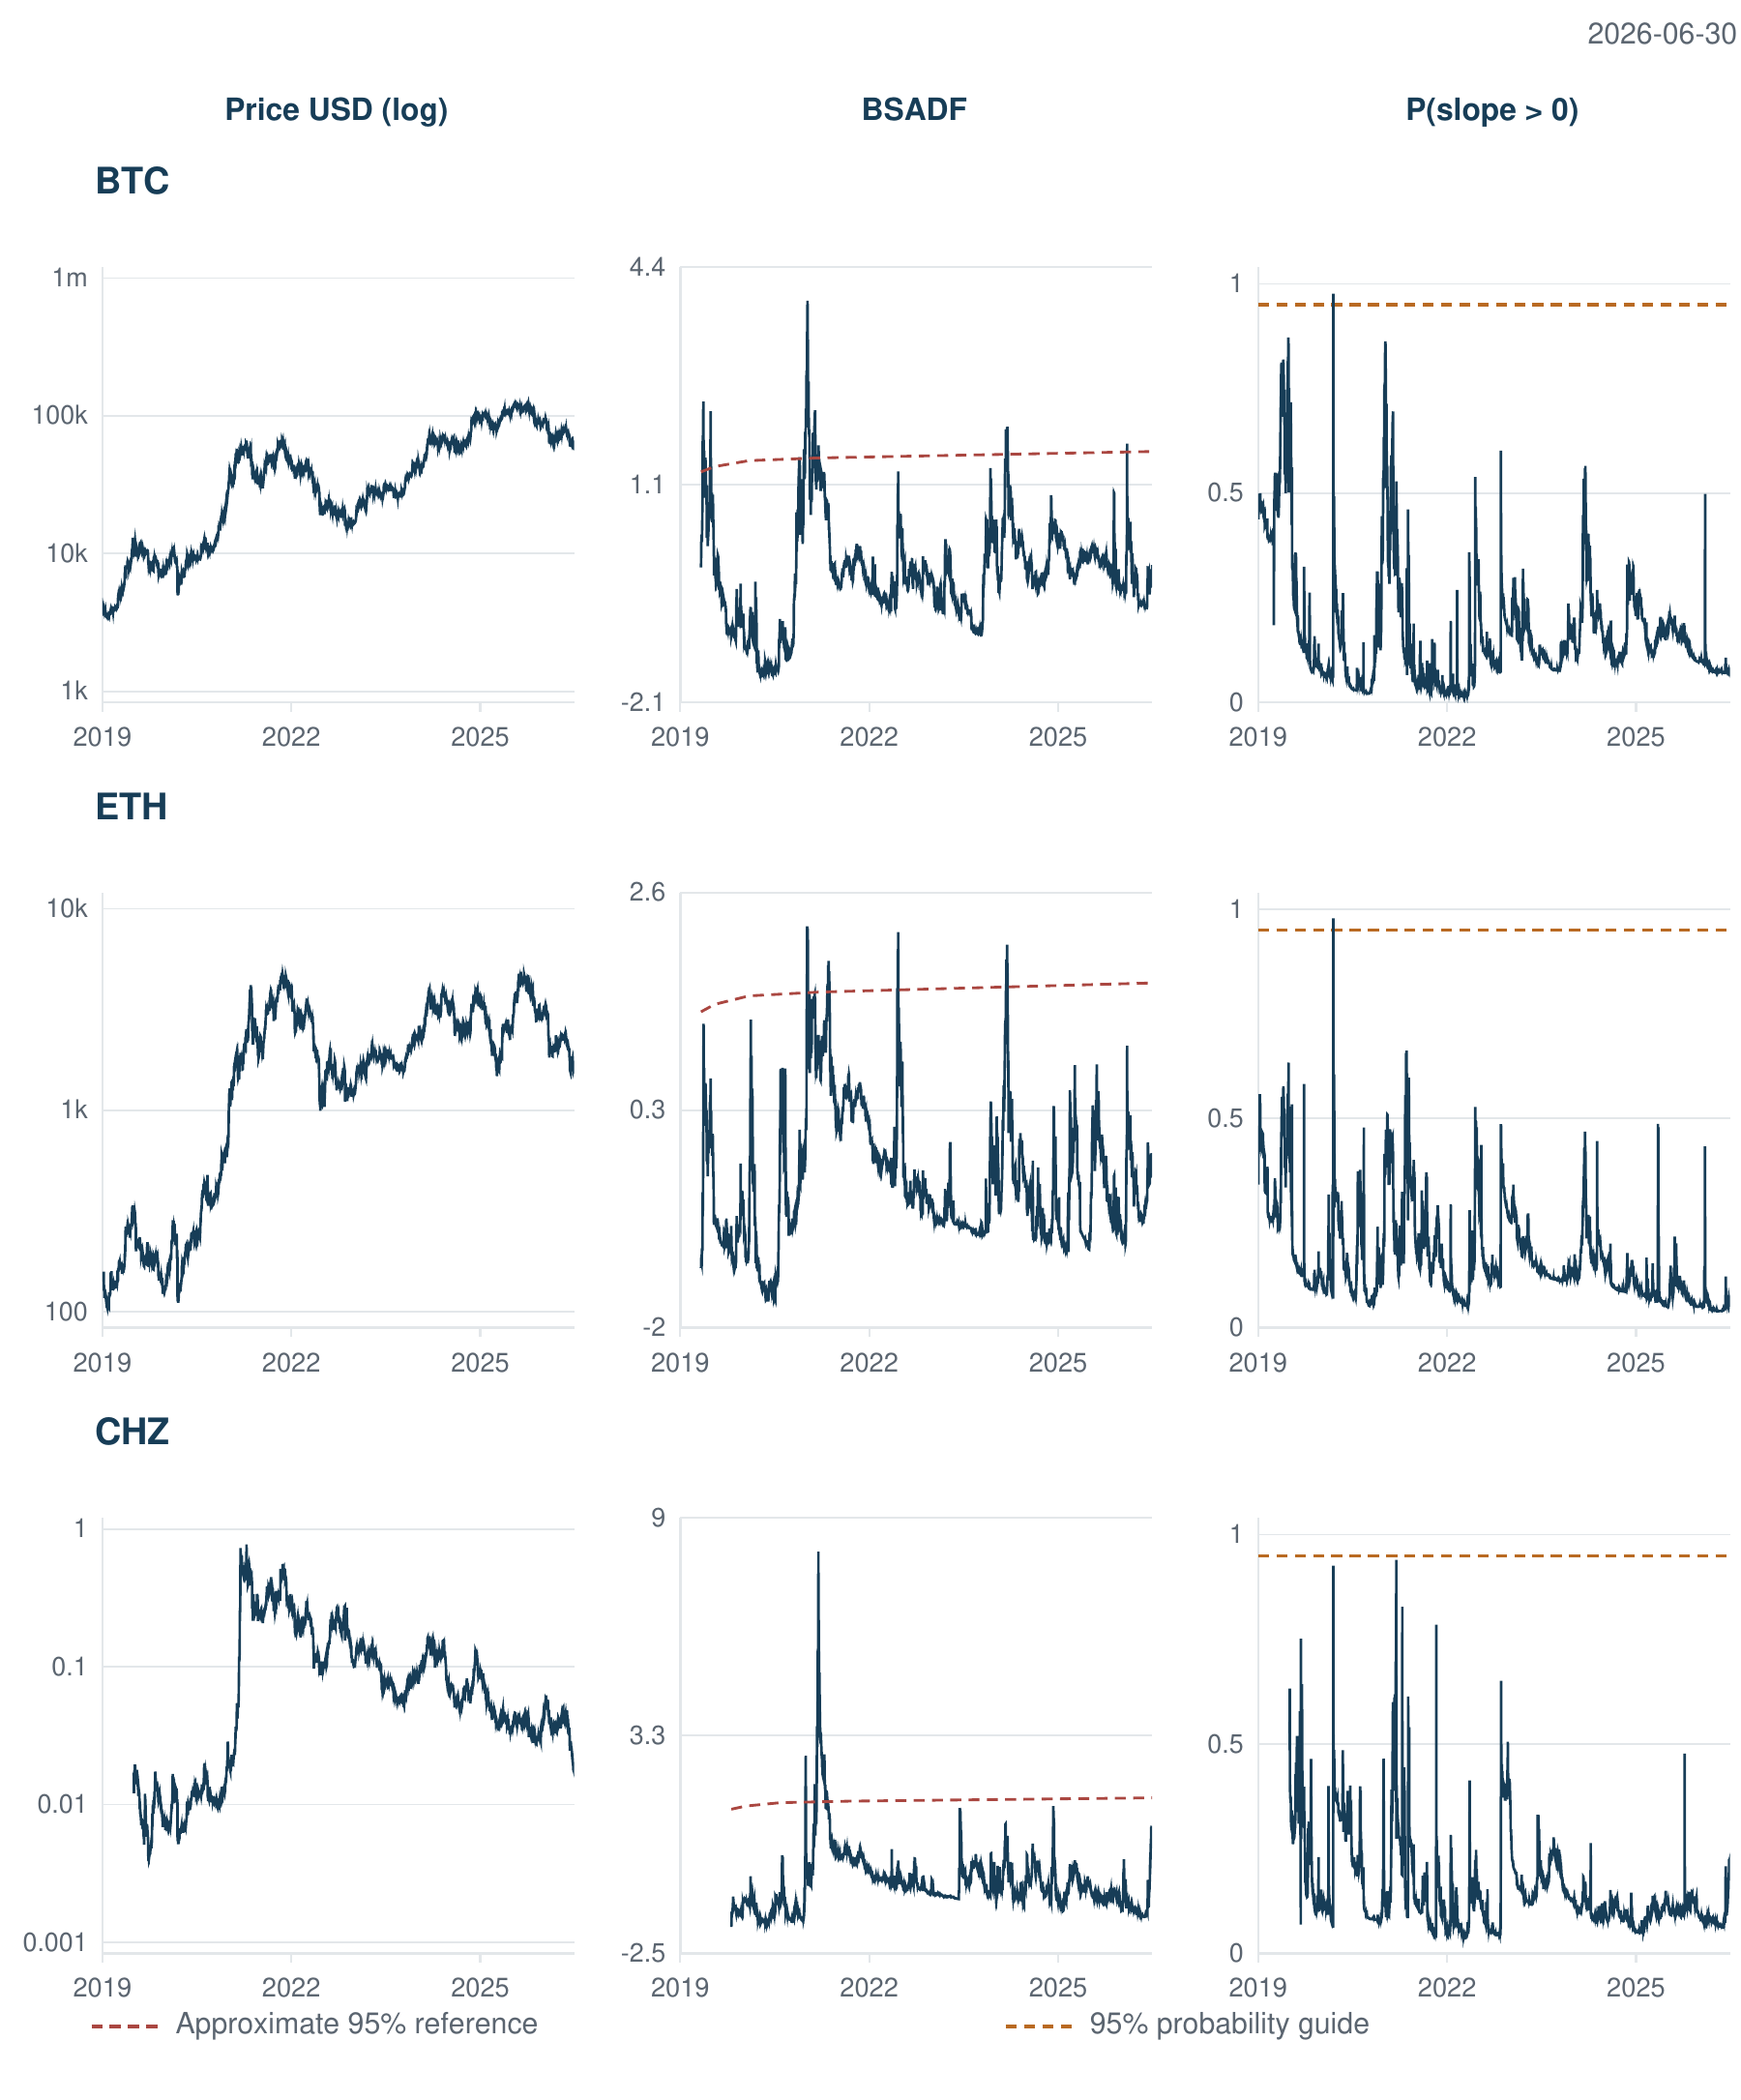 2026-06-30
Price USD (log) BSADF P(slope > 0)
BTC
1m 4.4 1
100k 1.1 0.5
10k
1k -2.1 0
2019 2022 2025 2019 2022 2025 2019 2022 2025
ETH
10k 2.6 1
1k 0.3 0.5
100 -2 0
2019 2022 2025 2019 2022 2025 2019 2022 2025
CHZ
1 9 1
0.1 3.3 0.5
0.01
0.001 -2.5 0
2019 2022 2025 2019 2022 2025 2019 2022 2025
Approximate 95% reference 95% probability guide